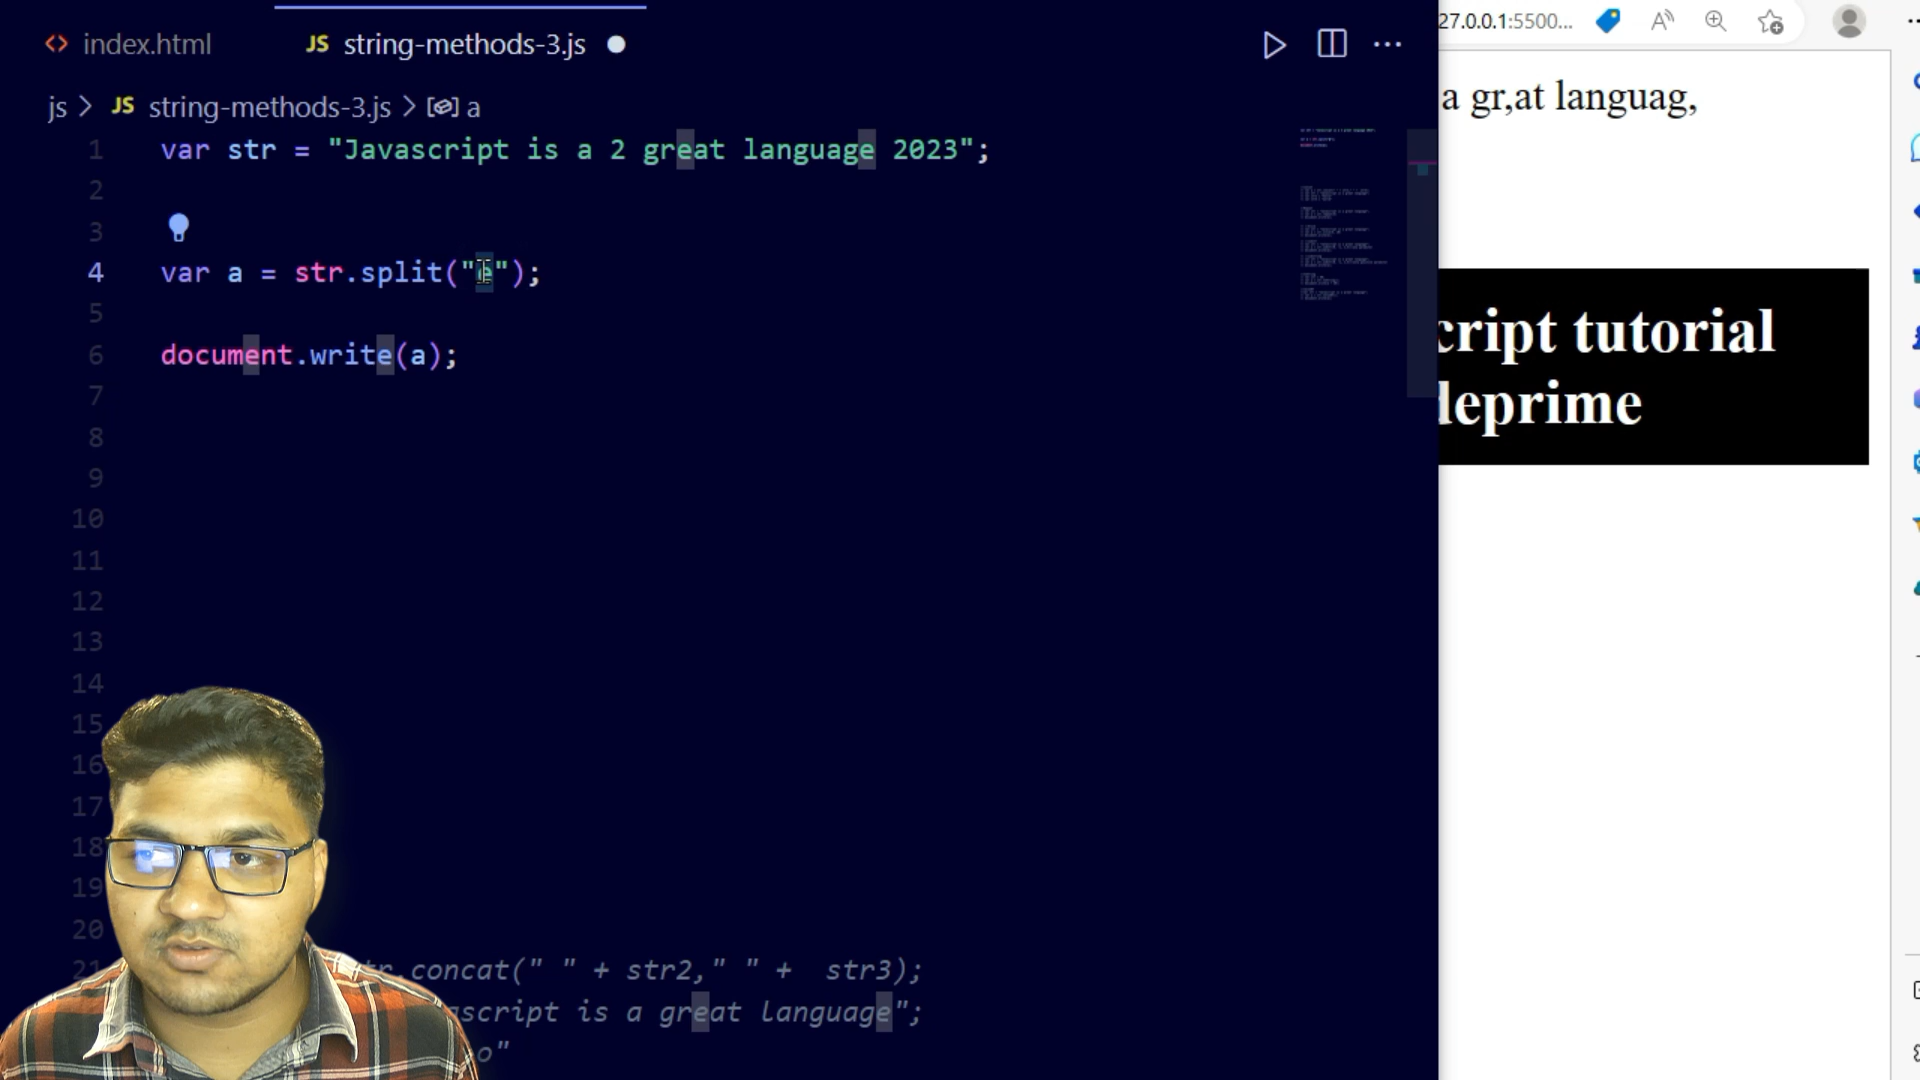 index.html
JS string-methods-3.js
js > JS string-methods-3.js > a
1 var str = "Javascript is a 2 great language 2023";
2
3
4 var a = str.split("e");
5
6 document.write(a);
7
8
9
10
11
12
13
14
15
16
17
18
19
20
21 .concat(" " + str2," " + str3);
ascript is a great language";
o"
27.0.0.1:5500...
a gr,at languag,
cript tutorial
deprime